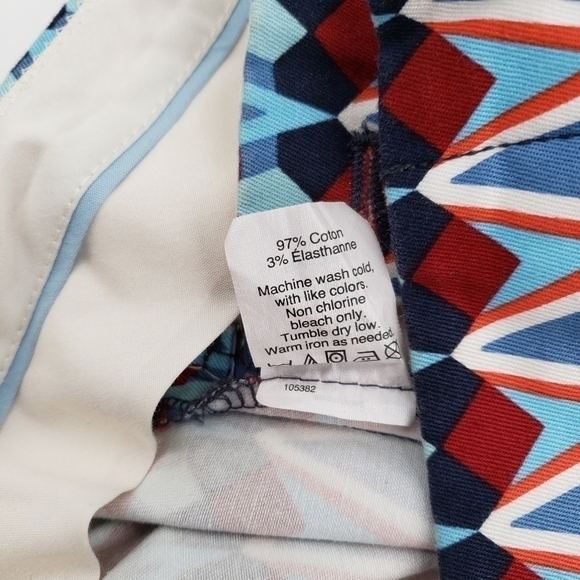 97% Coton
3% Élasthanne
Machine wash cold,
with like colors.
Non chlorine
bleach only.
Tumble dry low.
Warm iron as needed
105382